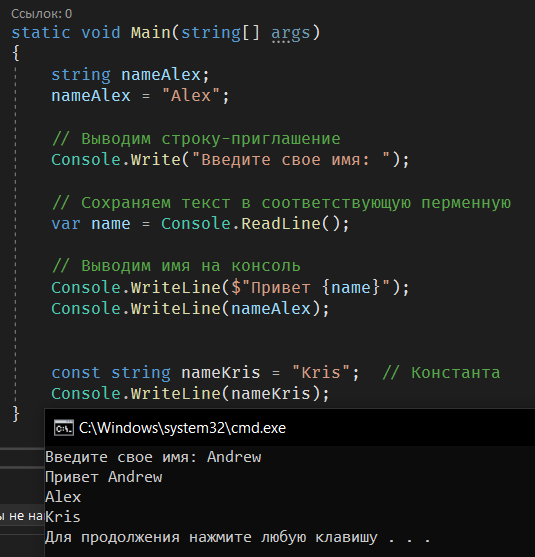 Ссылок: 0
static void Main(string[] args)
{
string nameAlex;
nameAlex = "Alex";
// Выводим строку-приглашение
Console.Write("Введите свое имя: ");
// Сохраняем текст в соответствующую перменную
var name = Console.ReadLine();
// Выводим имя на консоль
Console.WriteLine($"Привет {name}");
Console.WriteLine(nameAlex);
const string nameKris = "Kris"; // Константа
Console.WriteLine(nameKris);
}
C:\Windows\system32\cmd.exe
Введите свое имя: Andrew
Привет Andrew
Alex
Kris
Для продолжения нажмите любую клавишу . . .
не